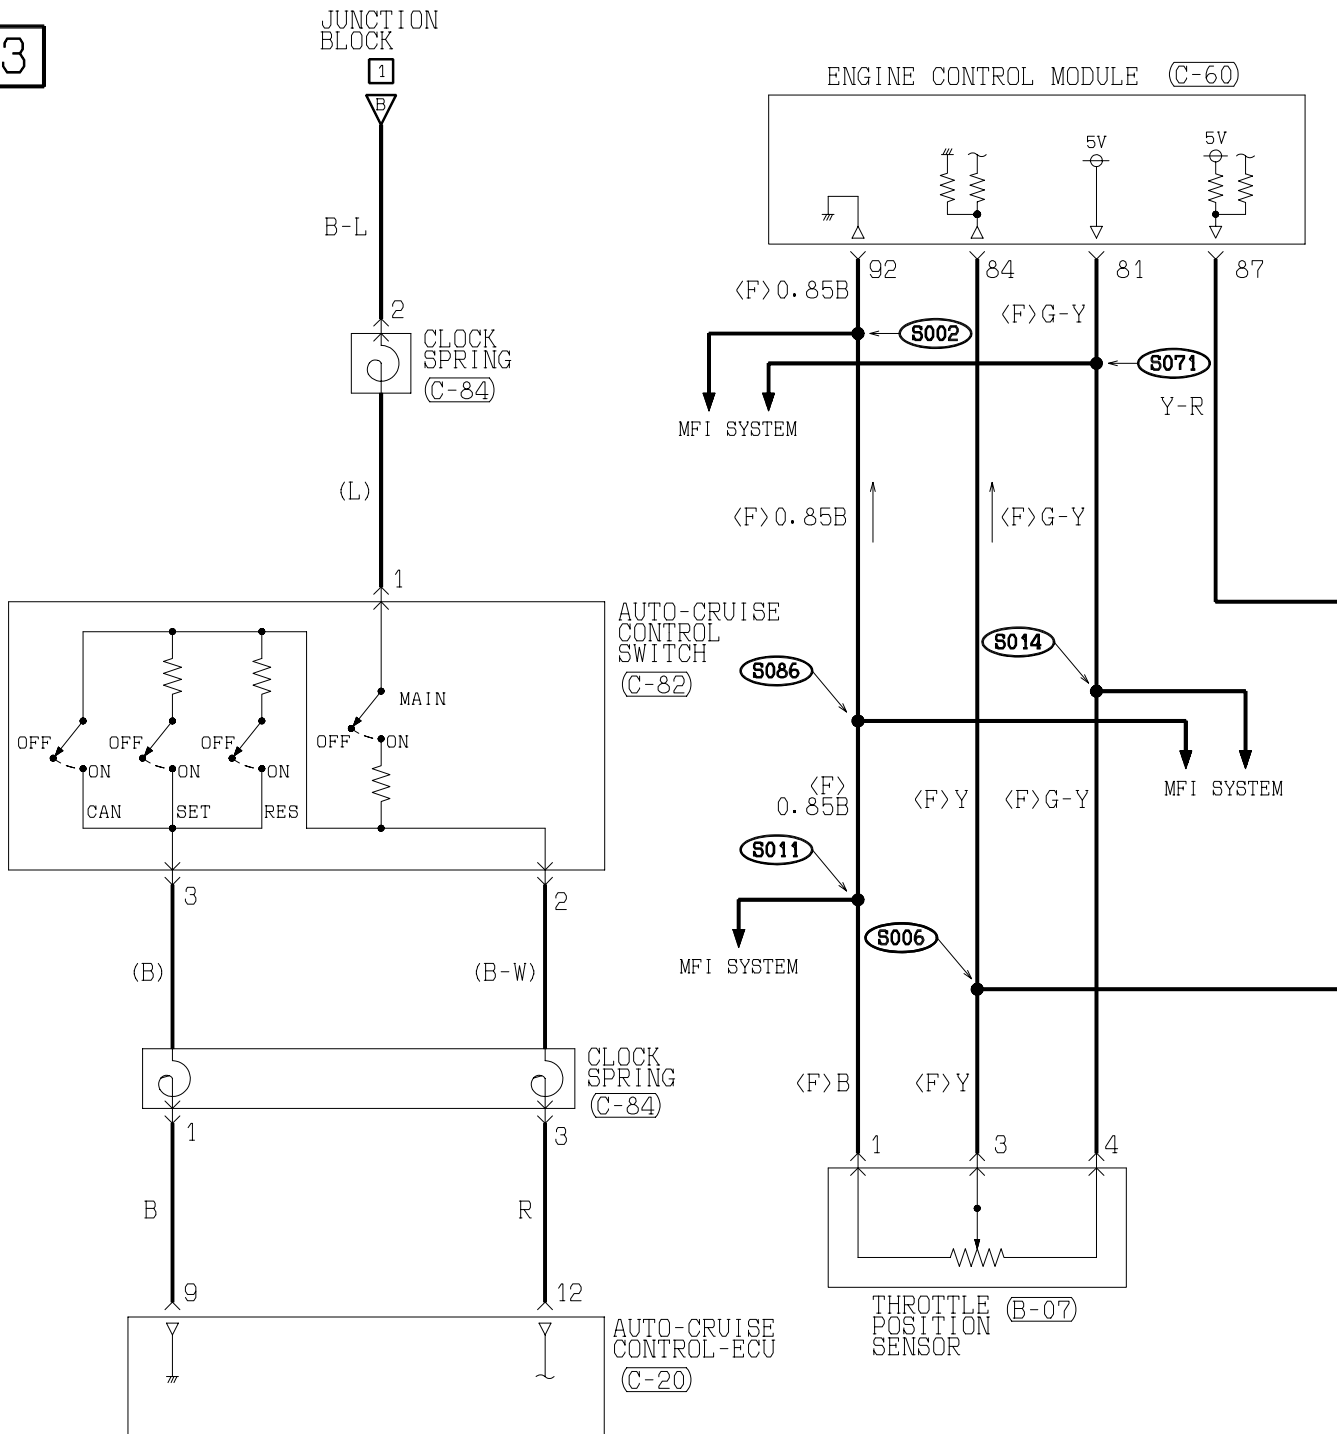 3
JUNCTION
BLOCK
1
B
B-L
2
CLOCK
SPRING
C-84
(L)
1
AUTO-CRUISE
CONTROL
SWITCH
C-82
MAIN
OFF ON
OFF ON
OFF ON
OFF ON
CAN SET RES
3 2
(B) (B-W)
CLOCK
SPRING
C-84
1 3
B R
9 12
AUTO-CRUISE
CONTROL-ECU
C-20
ENGINE CONTROL MODULE C-60
5V 5V
92 84 81 87
<F>0.85B
<F>G-Y
S002
S071
Y-R
MFI SYSTEM
<F>0.85B <F>G-Y
S014
S086
MFI SYSTEM
<F>
0.85B
<F>Y <F>G-Y
S011
S006
MFI SYSTEM
<F>B <F>Y
1 3 4
THROTTLE
POSITION
SENSOR
B-07